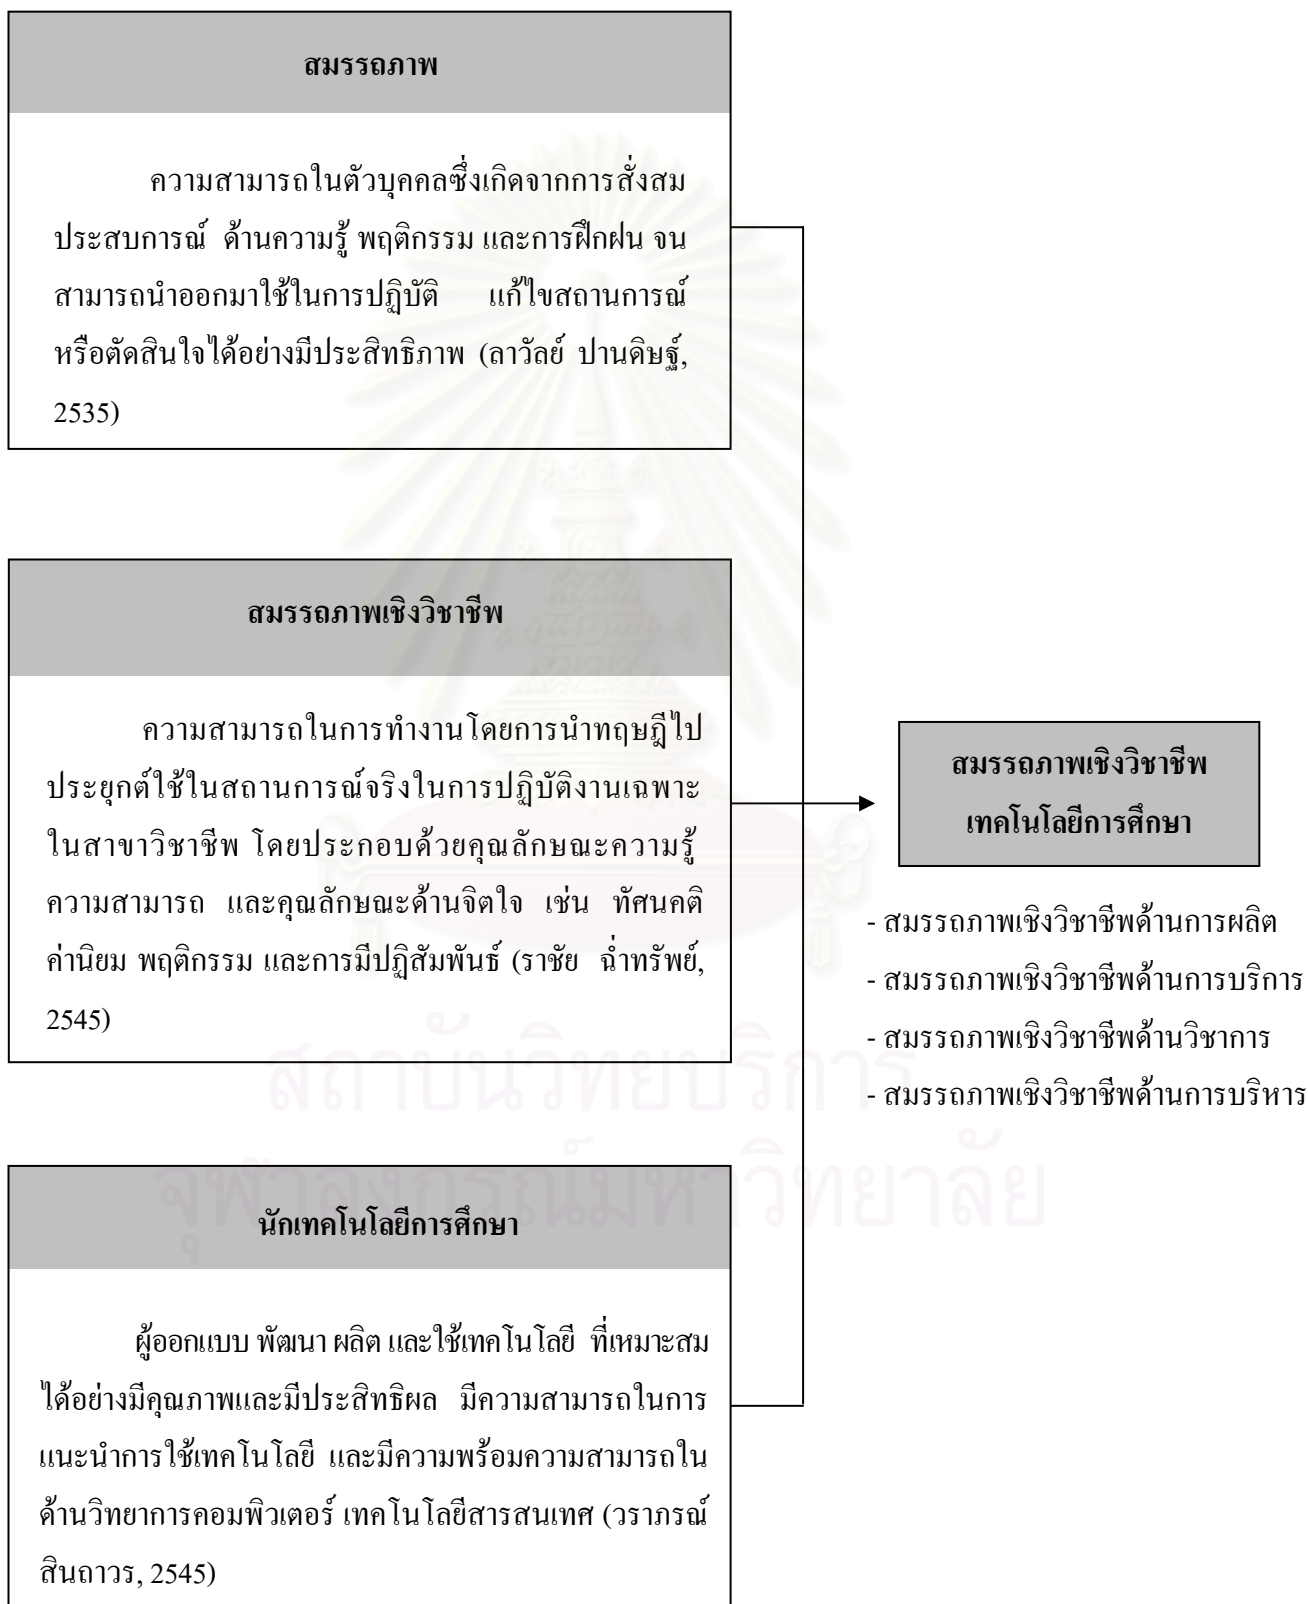 สมรรถภาพ
ความสามารถในตัวบุคคลซึ่งเกิดจากการสั่งสม
ประสบการณ์ ด้านความรู้ พฤติกรรม และการฝึกฝน จน
สามารถนำออกมาใช้ในการปฏิบัติ แก้ไขสถานการณ์
หรือตัดสินใจได้อย่างมีประสิทธิภาพ (ลาวัลย์ ปานดิษฐ์,
2535)
สมรรถภาพเชิงวิชาชีพ
ความสามารถในการทำงานโดยการนำทฤษฎีไป
ประยุกต์ใช้ในสถานการณ์จริงในการปฏิบัติงานเฉพาะ
ในสาขาวิชาชีพ โดยประกอบด้วยคุณลักษณะความรู้
ความสามารถ และคุณลักษณะด้านจิตใจ เช่น ทัศนคติ
ค่านิยม พฤติกรรม และการมีปฏิสัมพันธ์ (ราชัย ฉ่ำทรัพย์,
2545)
นักเทคโนโลยีการศึกษา
ผู้ออกแบบ พัฒนา ผลิต และใช้เทคโนโลยี ที่เหมาะสม
ได้อย่างมีคุณภาพและมีประสิทธิผล มีความสามารถในการ
แนะนำการใช้เทคโนโลยี และมีความพร้อมความสามารถใน
ด้านวิทยาการคอมพิวเตอร์ เทคโนโลยีสารสนเทศ (วราภรณ์
สินถาวร, 2545)
สมรรถภาพเชิงวิชาชีพ
เทคโนโลยีการศึกษา
- สมรรถภาพเชิงวิชาชีพด้านการผลิต
- สมรรถภาพเชิงวิชาชีพด้านการบริการ
- สมรรถภาพเชิงวิชาชีพด้านวิชาการ
- สมรรถภาพเชิงวิชาชีพด้านการบริหาร
สถาบันวิทยบริการ
จุฬาลงกรณ์มหาวิทยาลัย